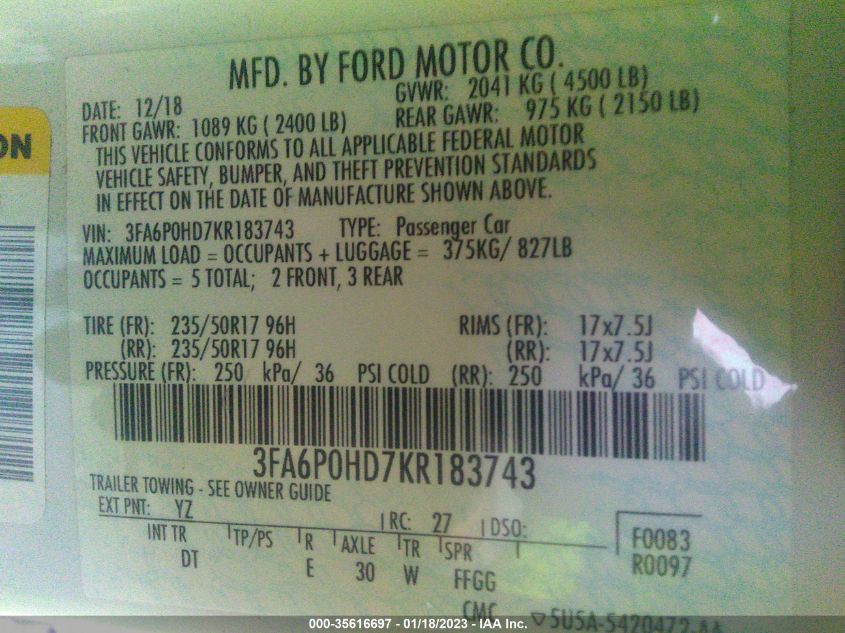 MFD. BY FORD MOTOR CO.
DATE: 12/18 GVWR: 2041 KG ( 4500 LB)
FRONT GAWR: 1089 KG ( 2400 LB) REAR GAWR: 975 KG ( 2150 LB)
THIS VEHICLE CONFORMS TO ALL APPLICABLE FEDERAL MOTOR
VEHICLE SAFETY, BUMPER, AND THEFT PREVENTION STANDARDS
IN EFFECT ON THE DATE OF MANUFACTURE SHOWN ABOVE.
VIN: 3FA6P0HD7KR183743 TYPE: Passenger Car
MAXIMUM LOAD = OCCUPANTS + LUGGAGE = 375KG/ 827LB
OCCUPANTS = 5 TOTAL; 2 FRONT, 3 REAR
TIRE (FR): 235/50R17 96H RIMS (FR): 17x7.5J
(RR): 235/50R17 96H (RR): 17x7.5J
PRESSURE (FR): 250 kPa/ 36 PSI COLD (RR): 250 kPa/ 36 PSI COLD
3FA6P0HD7KR183743
TRAILER TOWING - SEE OWNER GUIDE
EXT PNT: YZ RC: 27 DSO:
INT TR TP/PS R AXLE TR SPR
DT E 30 W FFGG
F0083
R0097
CMC ▽5U5A-5420472-AA
ON
000-35616697 - 01/18/2023 - IAA Inc.